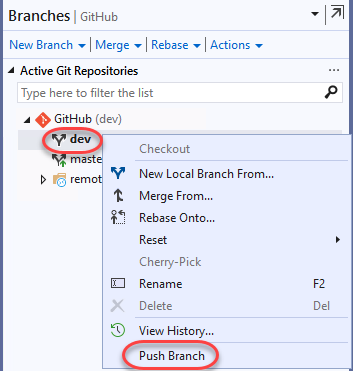 Branches | GitHub
New Branch | Merge | Rebase | Actions
Active Git Repositories
Type here to filter the list
GitHub (dev)
dev
maste
remot
Checkout
New Local Branch From...
Merge From...
Rebase Onto...
Reset
Cherry-Pick
Rename F2
Delete Del
View History...
Push Branch